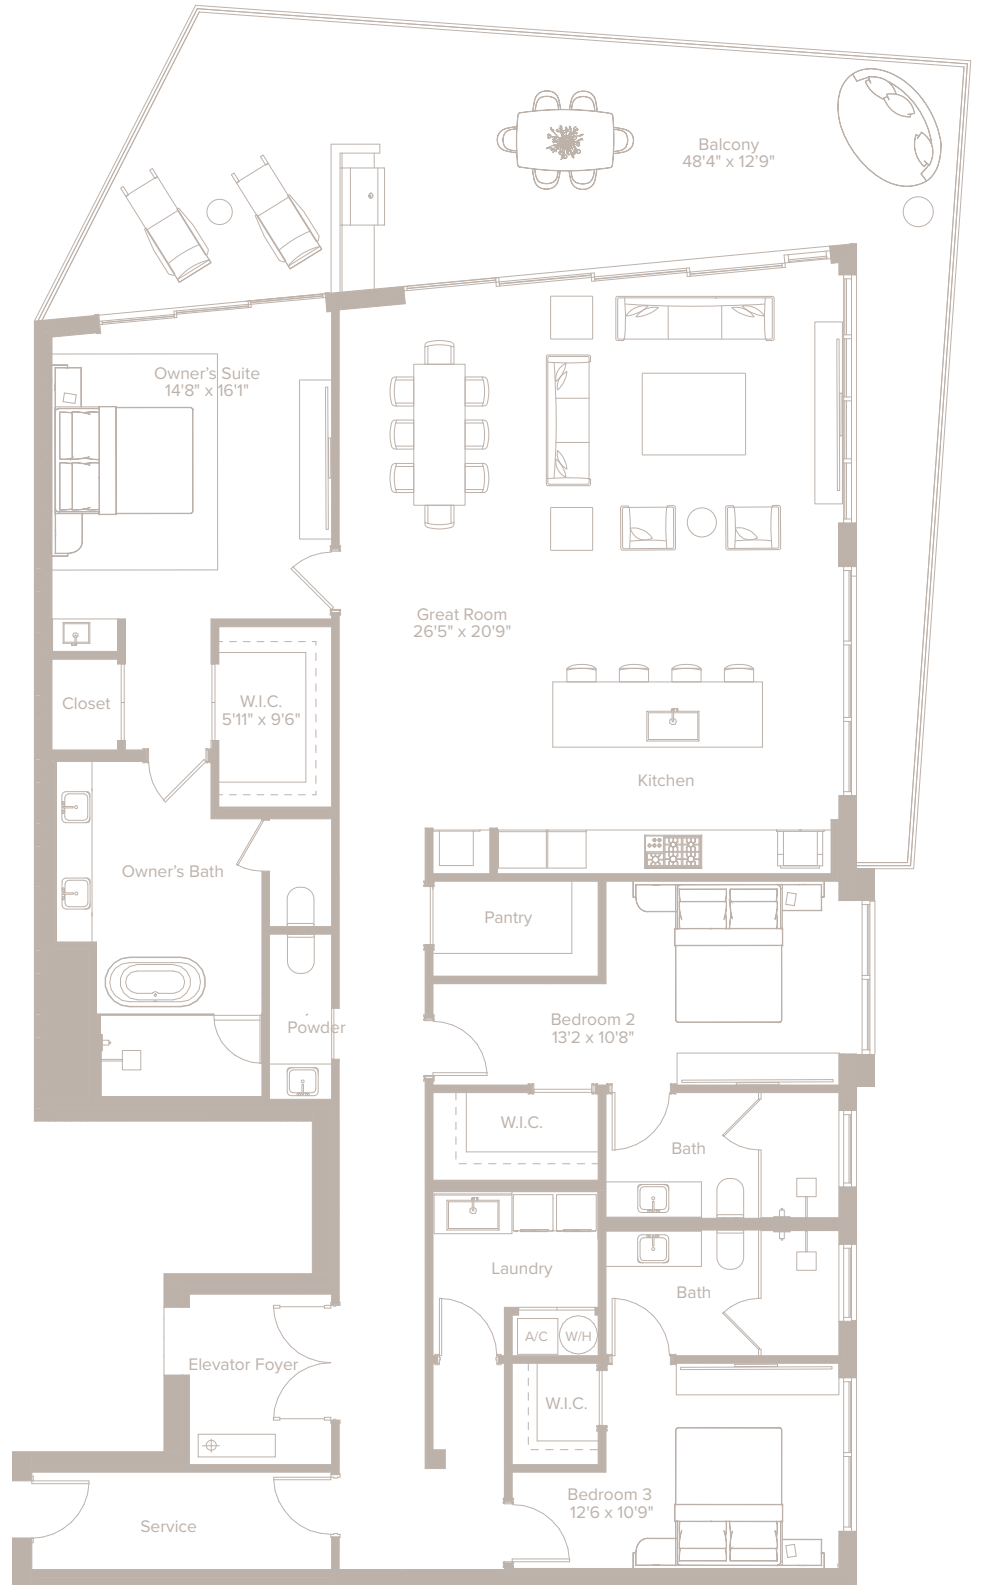 Balcony
48'4" x 12'9"
Owner's Suite
14'8" x 16'1"
Great Room
26'5" x 20'9"
Closet
W.I.C.
5'11" x 9'6"
Kitchen
Owner's Bath
Pantry
Powder
Bedroom 2
13'2 x 10'8"
W.I.C.
Bath
Laundry
Bath
A/C
W/H
Elevator Foyer
W.I.C.
Bedroom 3
12'6 x 10'9"
Service